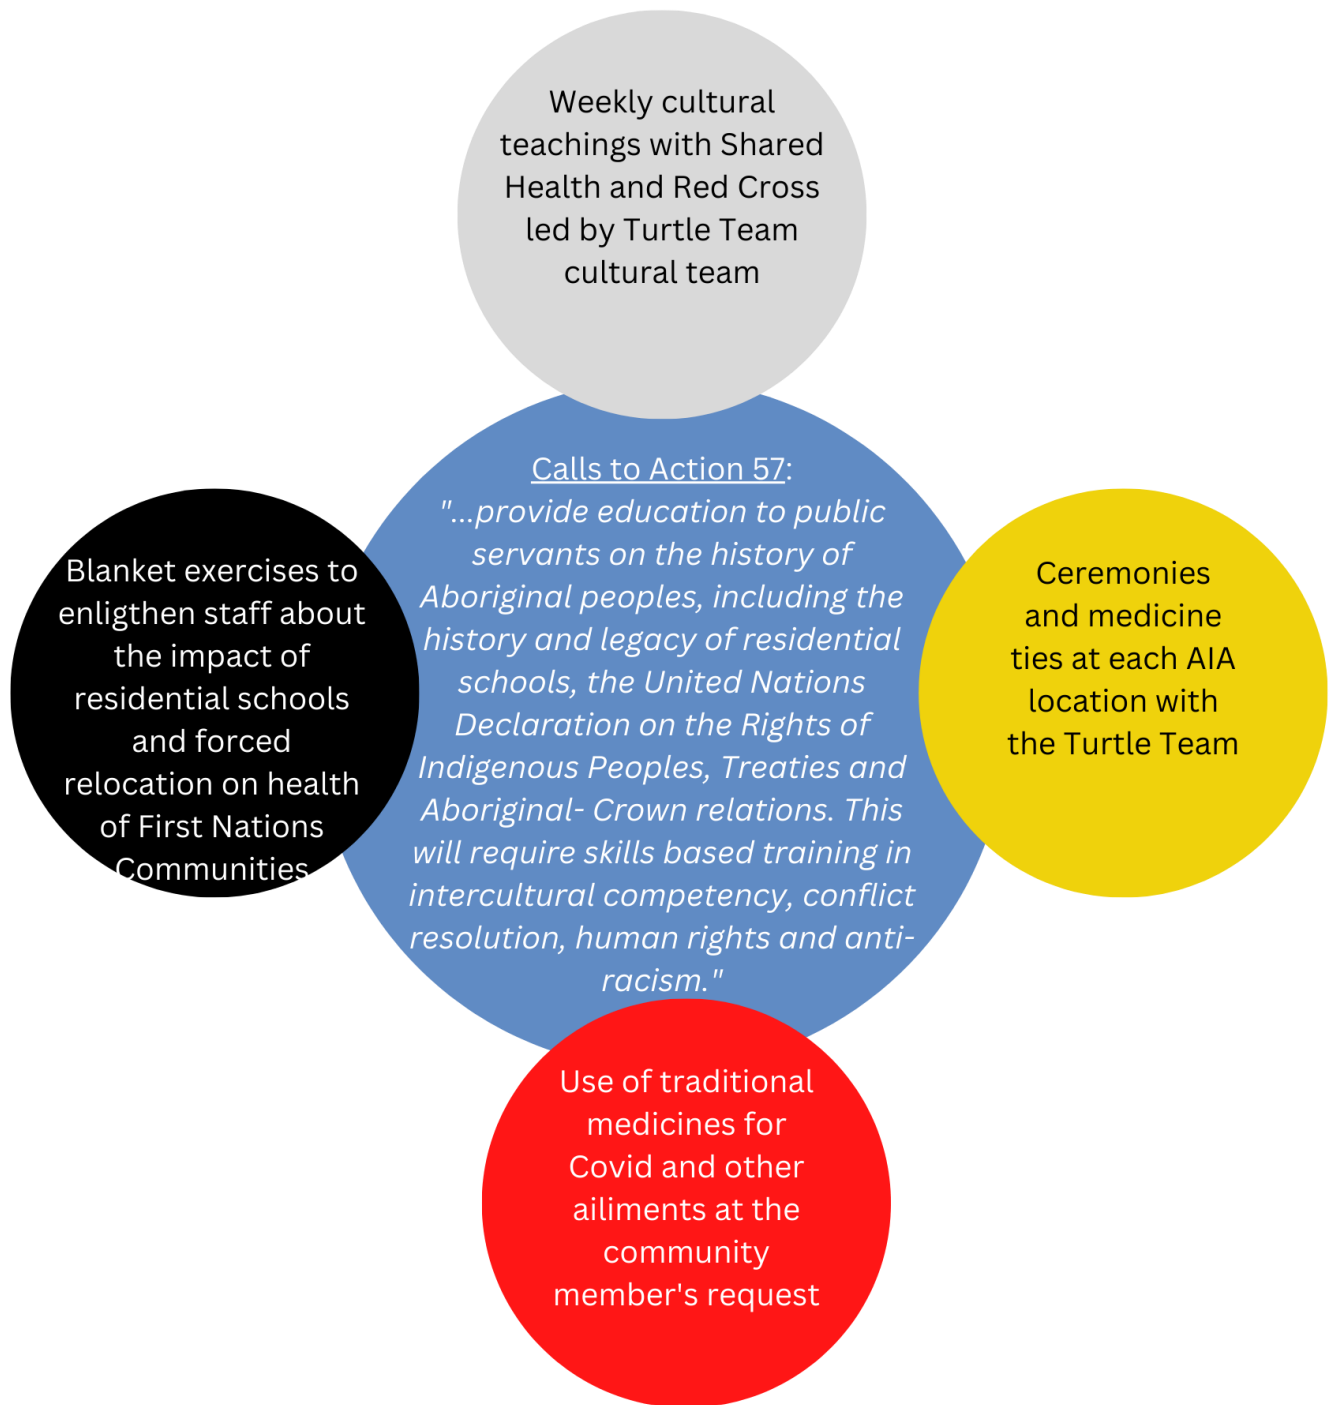 Weekly cultural
teachings with Shared
Health and Red Cross
led by Turtle Team
cultural team
Calls to Action 57:
"...provide education to public
servants on the history of
Aboriginal peoples, including the
history and legacy of residential
schools, the United Nations
Declaration on the Rights of
Indigenous Peoples, Treaties and
Aboriginal- Crown relations. This
will require skills based training in
intercultural competency, conflict
resolution, human rights and anti-
racism."
Blanket exercises to
enligthen staff about
the impact of
residential schools
and forced
relocation on health
of First Nations
Communities
Ceremonies
and medicine
ties at each AIA
location with
the Turtle Team
Use of traditional
medicines for
Covid and other
ailiments at the
community
member's request